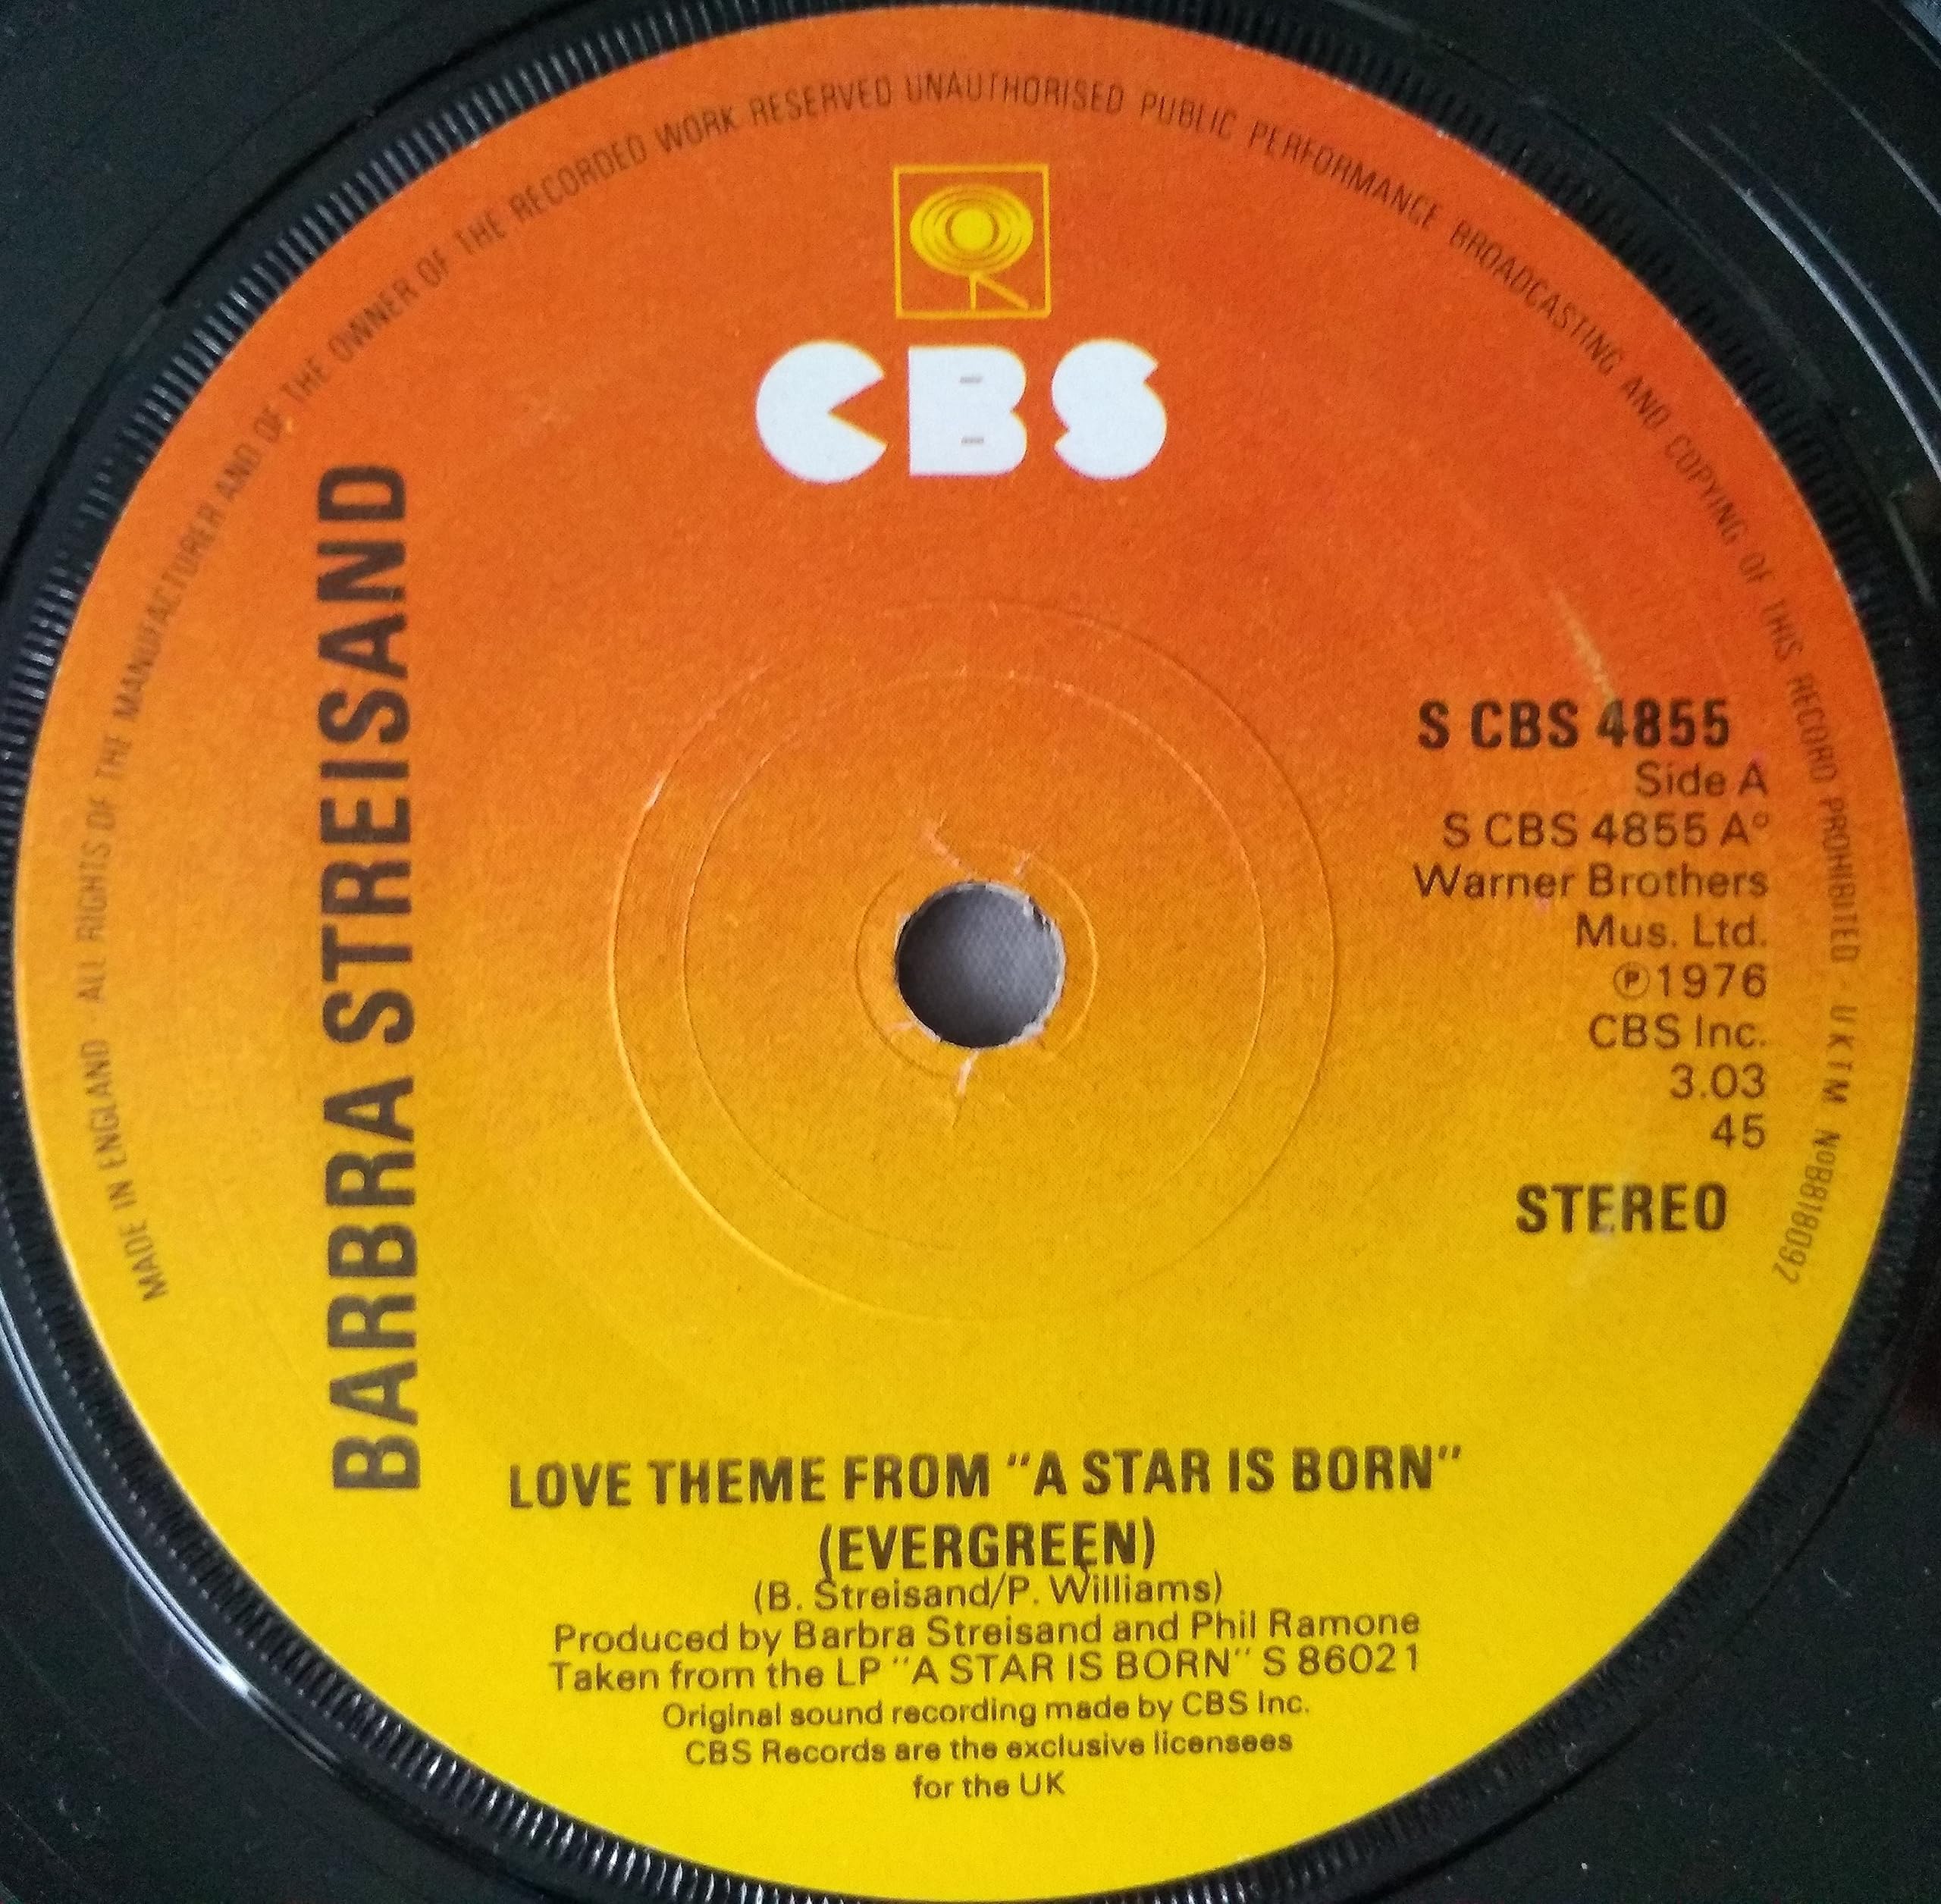 MADE IN ENGLAND · ALL RIGHTS OF THE MANUFACTURER AND OF THE OWNER OF THE RECORDED WORK RESERVED UNAUTHORISED PUBLIC PERFORMANCE BROADCASTING AND COPYING OF THIS RECORD PROHIBITED - UKTM NoB818092
CBS
BARBRA STREISAND
S CBS 4855
Side A
S CBS 4855 Aº
Warner Brothers
Mus. Ltd.
℗1976
CBS Inc.
3.03
45
STEREO
LOVE THEME FROM "A STAR IS BORN"
(EVERGREEN)
(B. Streisand/P. Williams)
Produced by Barbra Streisand and Phil Ramone
Taken from the LP "A STAR IS BORN" S 86021
Original sound recording made by CBS Inc.
CBS Records are the exclusive licensees
for the UK